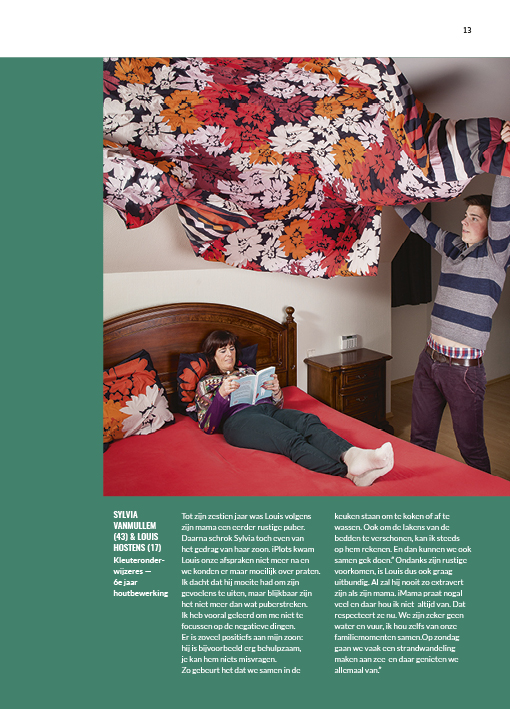 13
SYLVIA
VANMULLEM
(43) & LOUIS
HOSTENS (17)
Kleuteronder-
wijzeres —
6e jaar
houtbewerking
Tot zijn zestien jaar was Louis volgens
zijn mama een eerder rustige puber.
Daarna schrok Sylvia toch even van
het gedrag van haar zoon. iPlots kwam
Louis onze afspraken niet meer na en
we konden er maar moeilijk over praten.
Ik dacht dat hij moeite had om zijn
gevoelens te uiten, maar blijkbaar zijn
het niet meer dan wat puberstreken.
Ik heb vooral geleerd om me niet te
focussen op de negatieve dingen.
Er is zoveel positiefs aan mijn zoon:
hij is bijvoorbeeld erg behulpzaam,
je kan hem niets misvragen.
Zo gebeurt het dat we samen in de
keuken staan om te koken of af te
wassen. Ook om de lakens van de
bedden te verschonen, kan ik steeds
op hem rekenen. En dan kunnen we ook
samen gek doen.” Ondanks zijn rustige
voorkomen, is Louis dus ook graag
uitbundig. Al zal hij nooit zo extravert
zijn als zijn mama. iMama praat nogal
veel en daar hou ik niet altijd van. Dat
respecteert ze nu. We zijn zeker geen
water en vuur, ik hou zelfs van onze
familiemomenten samen.Op zondag
gaan we vaak een strandwandeling
maken aan zee en daar genieten we
allemaal van.”